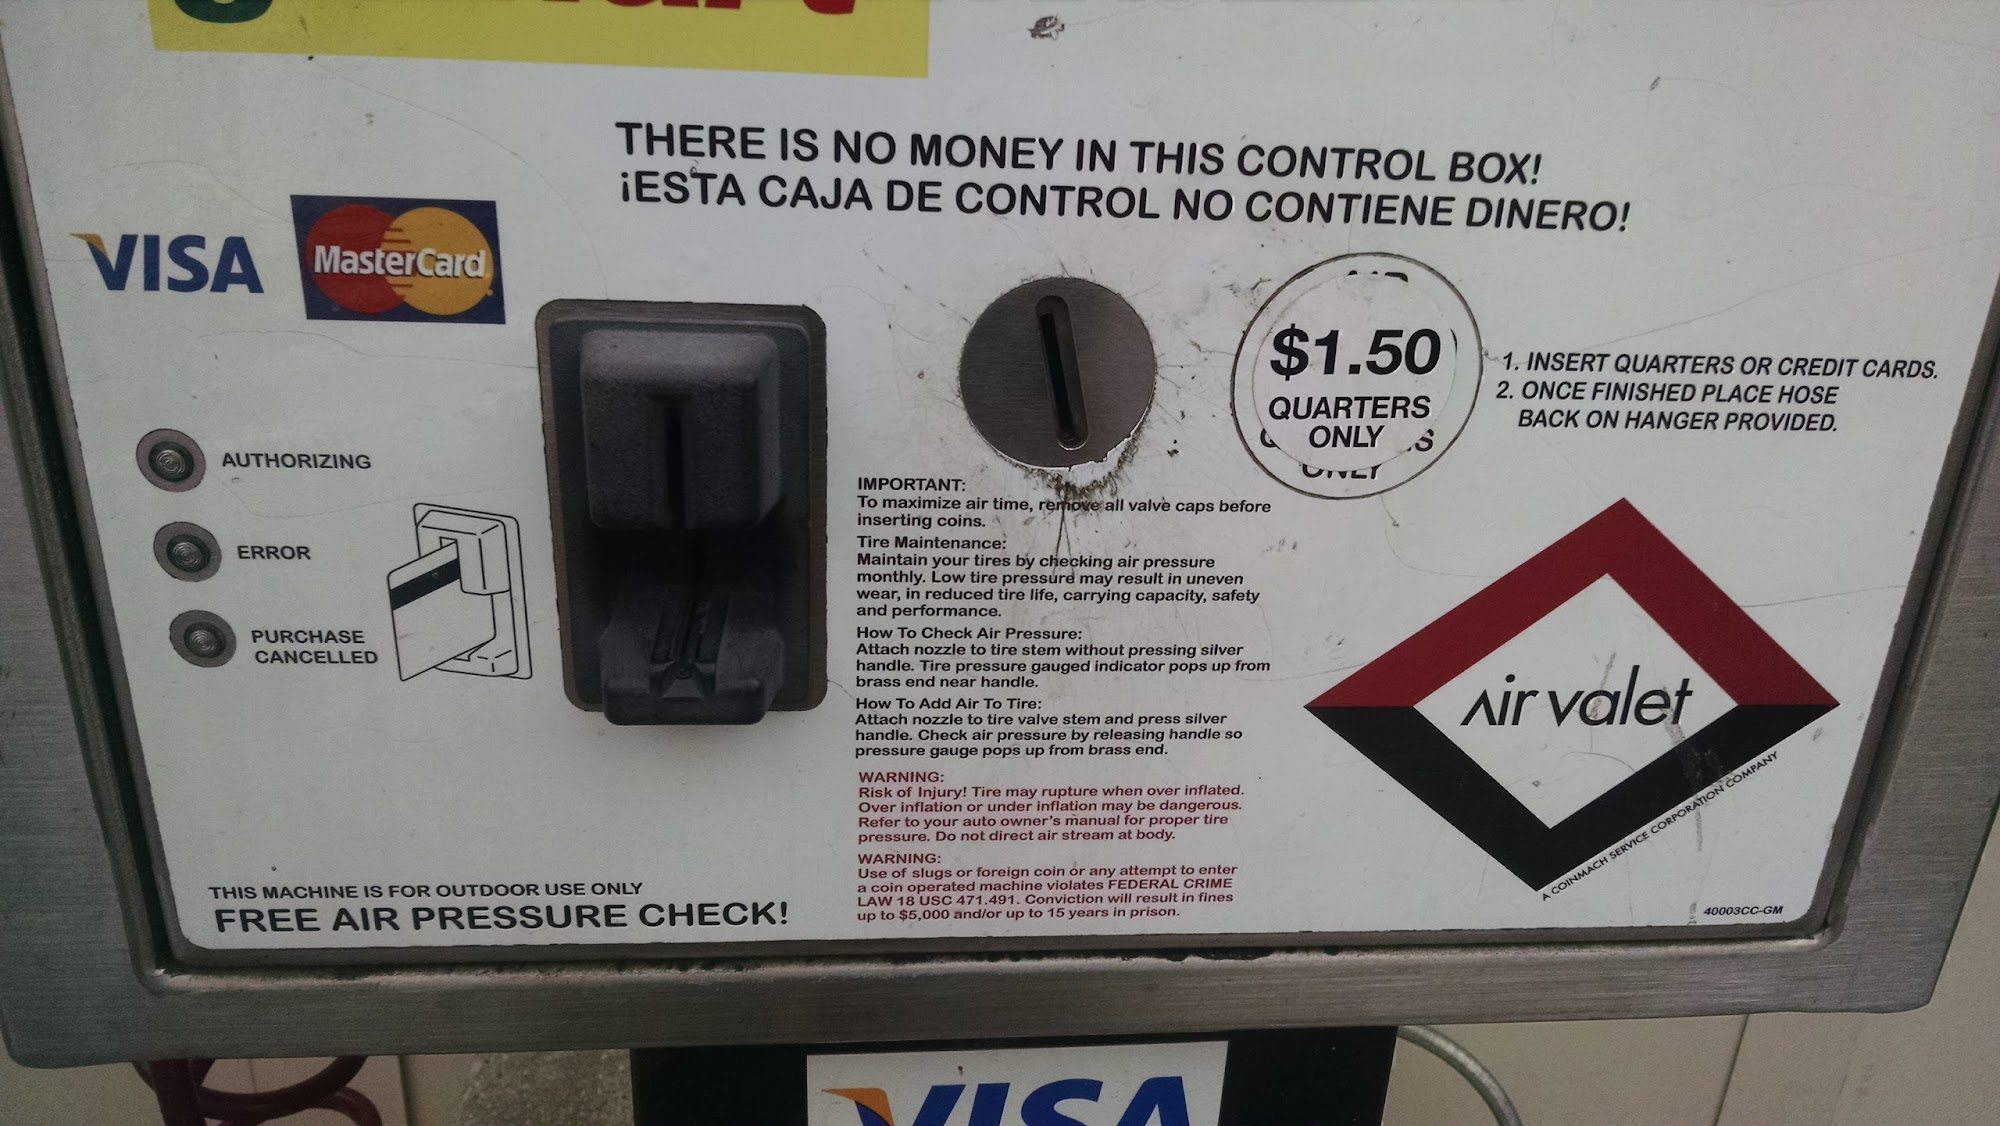 THERE IS NO MONEY IN THIS CONTROL BOX!
¡ESTA CAJA DE CONTROL NO CONTIENE DINERO!
VISA
MasterCard
AIR
$1.50
QUARTERS
ONLY
ONLY
1. INSERT QUARTERS OR CREDIT CARDS.
2. ONCE FINISHED PLACE HOSE
BACK ON HANGER PROVIDED.
AUTHORIZING
ERROR
PURCHASE
CANCELLED
IMPORTANT:
To maximize air time, remove all valve caps before
inserting coins.
Tire Maintenance:
Maintain your tires by checking air pressure
monthly. Low tire pressure may result in uneven
wear, in reduced tire life, carrying capacity, safety
and performance.
How To Check Air Pressure:
Attach nozzle to tire stem without pressing silver
handle. Tire pressure gauged indicator pops up from
brass end near handle.
How To Add Air To Tire:
Attach nozzle to tire valve stem and press silver
handle. Check air pressure by releasing handle so
pressure gauge pops up from brass end.
WARNING:
Risk of Injury! Tire may rupture when over inflated.
Over inflation or under inflation may be dangerous.
Refer to your auto owner's manual for proper tire
pressure. Do not direct air stream at body.
WARNING:
Use of slugs or foreign coin or any attempt to enter
a coin operated machine violates FEDERAL CRIME
LAW 18 USC 471.491. Conviction will result in fines
up to $5,000 and/or up to 15 years in prison.
air valet
A COINMACH SERVICE CORPORATION COMPANY
40003CC-GM
THIS MACHINE IS FOR OUTDOOR USE ONLY
FREE AIR PRESSURE CHECK!
VISA